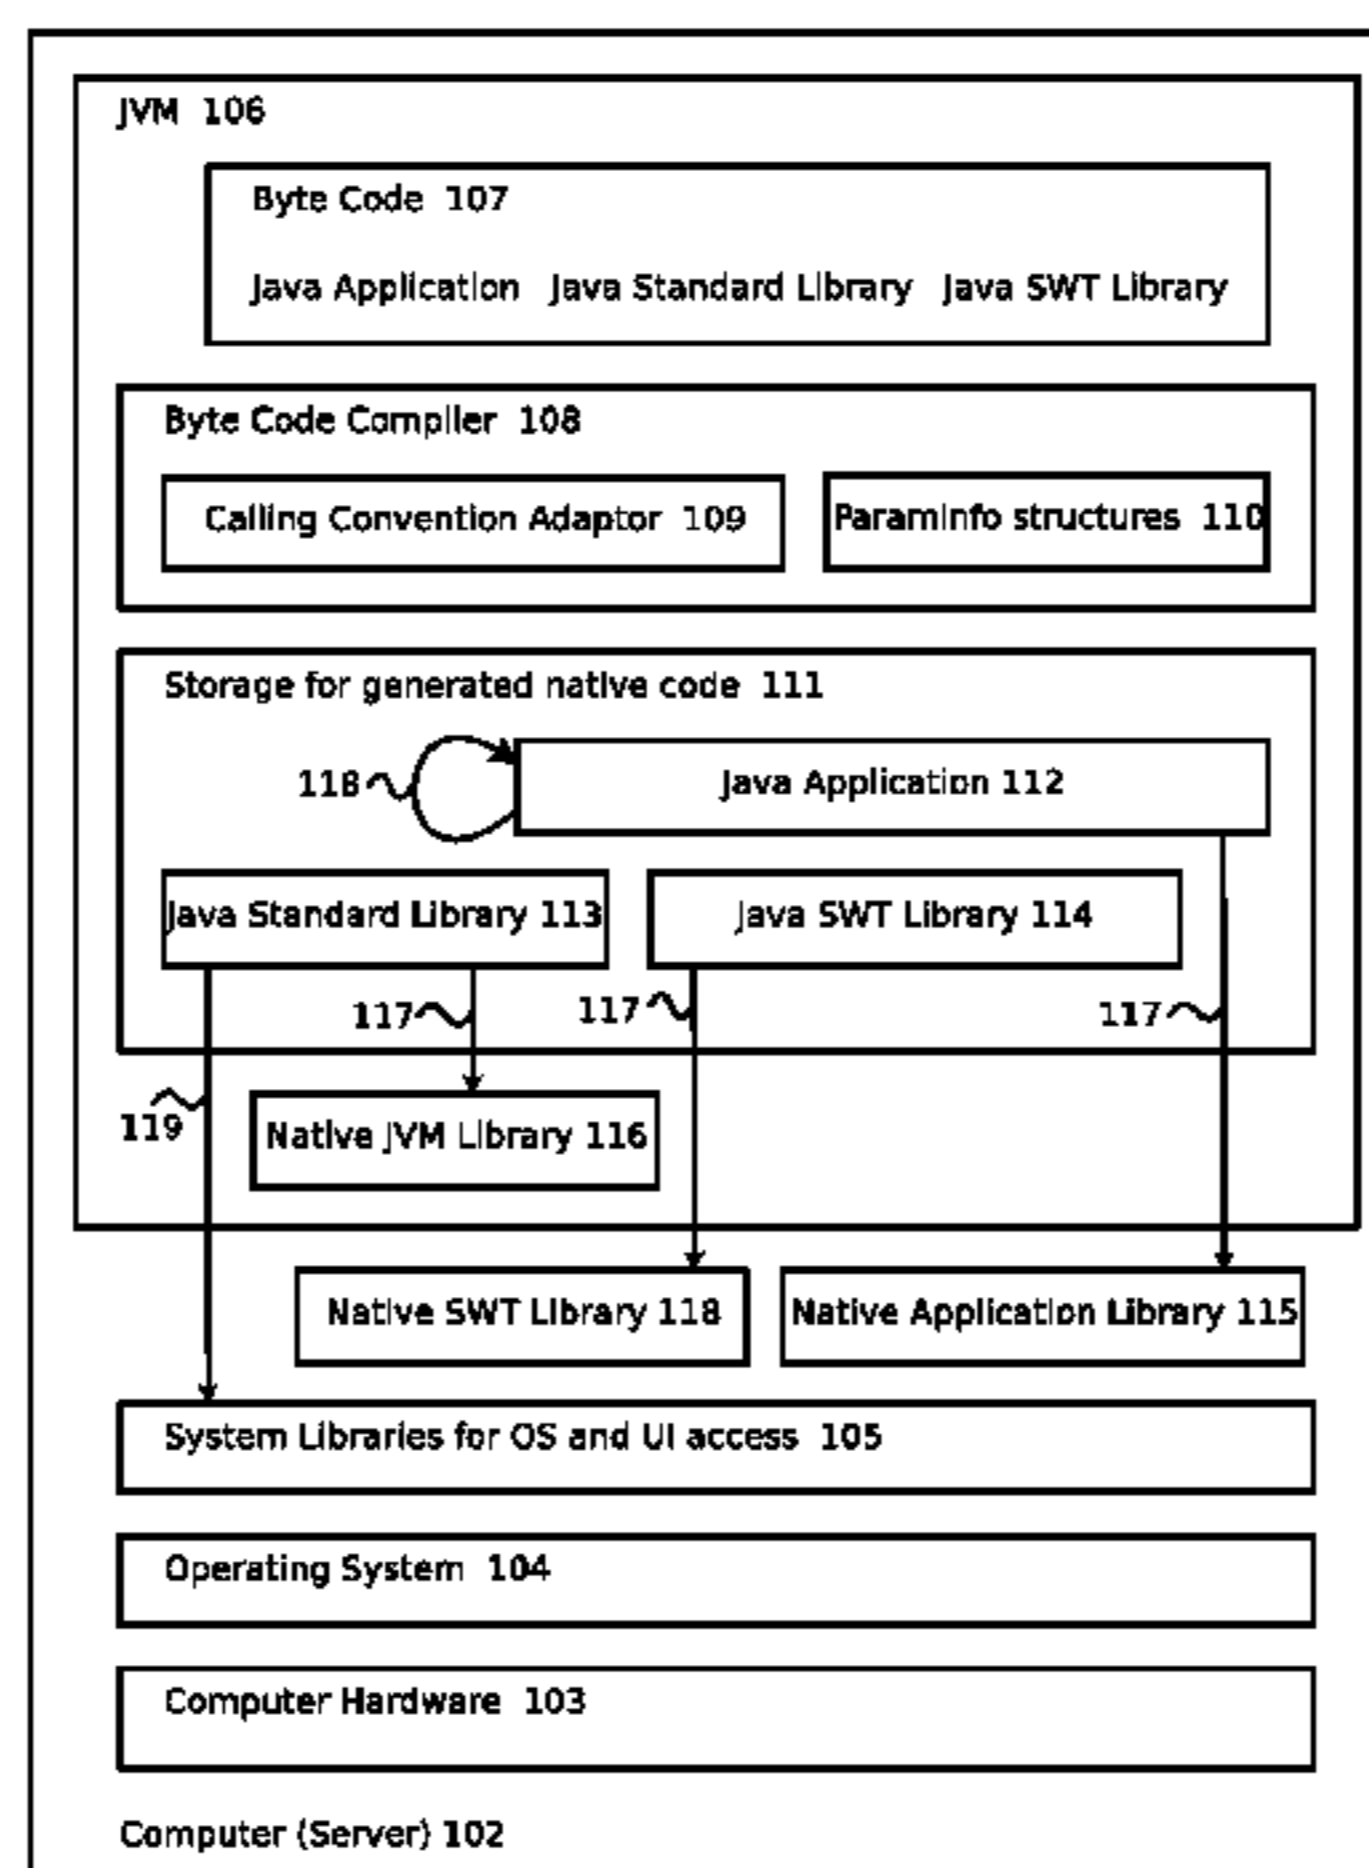 JVM 106
Byte Code 107
Java Application Java Standard Library Java SWT Library
Byte Code Compiler 108
Calling Convention Adaptor 109
ParamInfo structures 110
Storage for generated native code 111
118
Java Application 112
Java Standard Library 113
Java SWT Library 114
117
117
117
119
Native JVM Library 116
Native SWT Library 118
Native Application Library 115
System Libraries for OS and UI access 105
Operating System 104
Computer Hardware 103
Computer (Server) 102